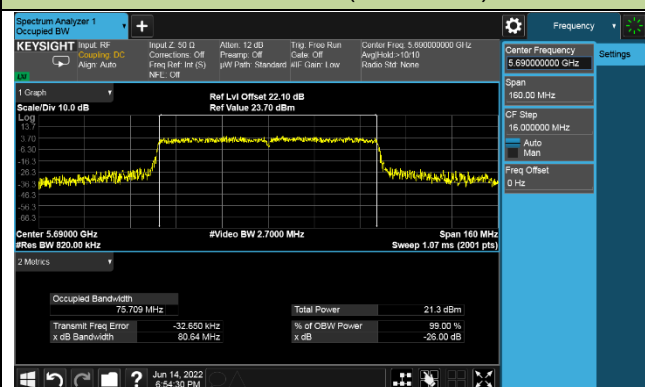 Spectrum Analyzer 1
Occupied BW
+
Frequency
KEYSIGHT
Input: RF
Coupling: DC
Align: Auto
Input Z: 50 Ω
Corrections: Off
Freq Ref: Int (S)
NFE: Off
Atten: 12 dB
Preamp: Off
µW Path: Standard
Trig: Free Run
Gate: Off
#IF Gain: Low
Center Freq: 5.690000000 GHz
Avg|Hold:>10/10
Radio Std: None
LXI
Center Frequency
5.690000000 GHz
Settings
Span
160.00 MHz
CF Step
16.000000 MHz
Auto
Man
Freq Offset
0 Hz
1 Graph
Scale/Div 10.0 dB
Ref Lvl Offset 22.10 dB
Ref Value 23.70 dBm
Log
13.7
3.70
-6.30
-16.3
-26.3
-36.3
-46.3
-56.3
-66.3
Center 5.69000 GHz
#Res BW 820.00 kHz
#Video BW 2.7000 MHz
Span 160 MHz
Sweep 1.07 ms (2001 pts)
2 Metrics
Occupied Bandwidth
75.709 MHz
Total Power 21.3 dBm
Transmit Freq Error -32.650 kHz
% of OBW Power 99.00 %
x dB Bandwidth 80.64 MHz
x dB -26.00 dB
?
Jun 14, 2022
6:54:30 PM